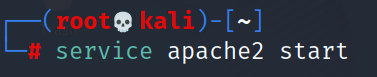 ┌──(root💀kali)-[~]
└─# service apache2 start